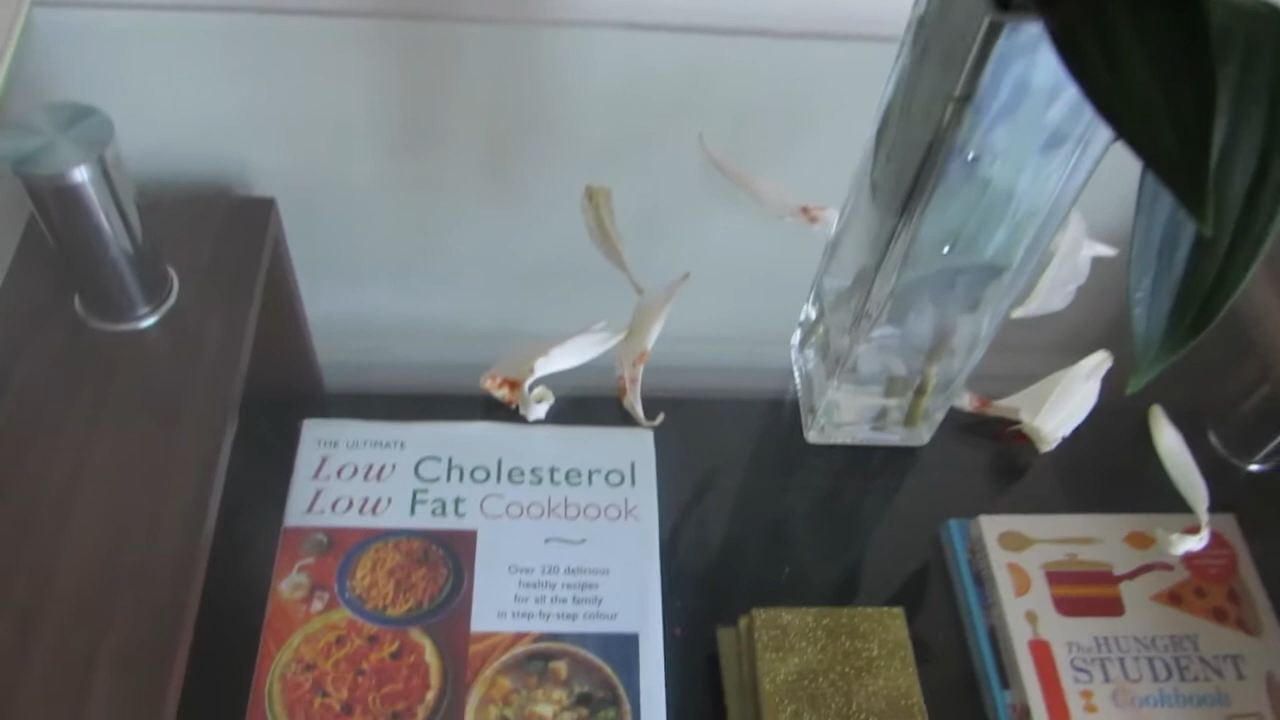 THE ULTIMATE
Low Cholesterol
Low Fat Cookbook
Over 220 delicious
healthy recipes
for all the family
in step-by-step colour
The HUNGRY
STUDENT
Cookbook